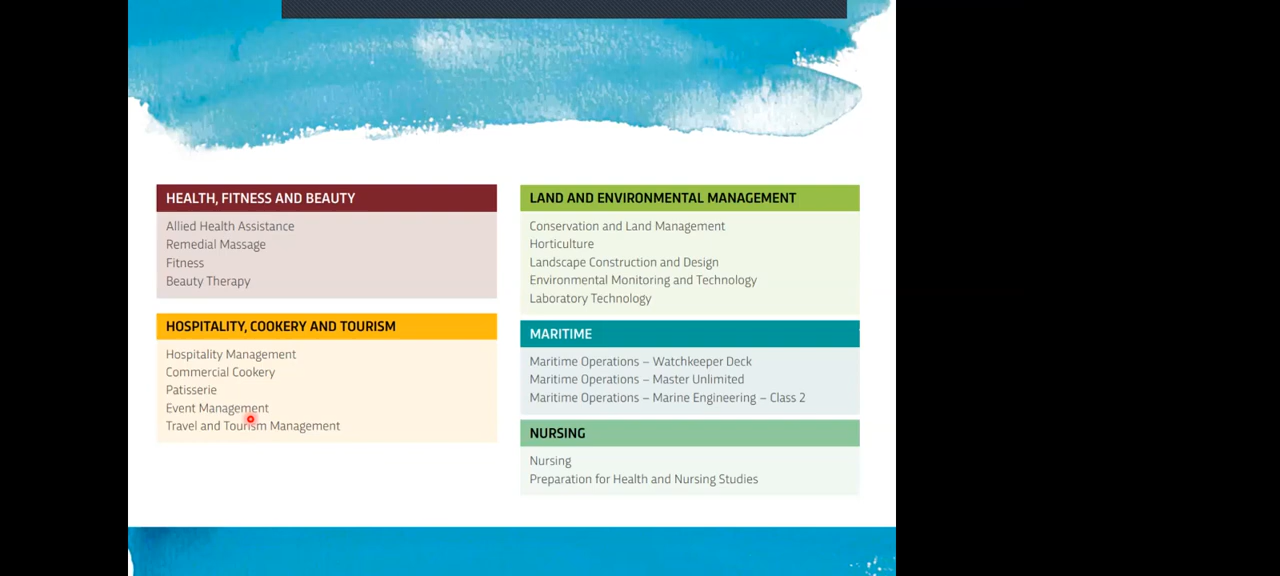 HEALTH, FITNESS AND BEAUTY
Allied Health Assistance
Remedial Massage
Fitness
Beauty Therapy
HOSPITALITY, COOKERY AND TOURISM
Hospitality Management
Commercial Cookery
Patisserie
Event Management
Travel and Tourism Management
LAND AND ENVIRONMENTAL MANAGEMENT
Conservation and Land Management
Horticulture
Landscape Construction and Design
Environmental Monitoring and Technology
Laboratory Technology
MARITIME
Maritime Operations – Watchkeeper Deck
Maritime Operations – Master Unlimited
Maritime Operations – Marine Engineering – Class 2
NURSING
Nursing
Preparation for Health and Nursing Studies